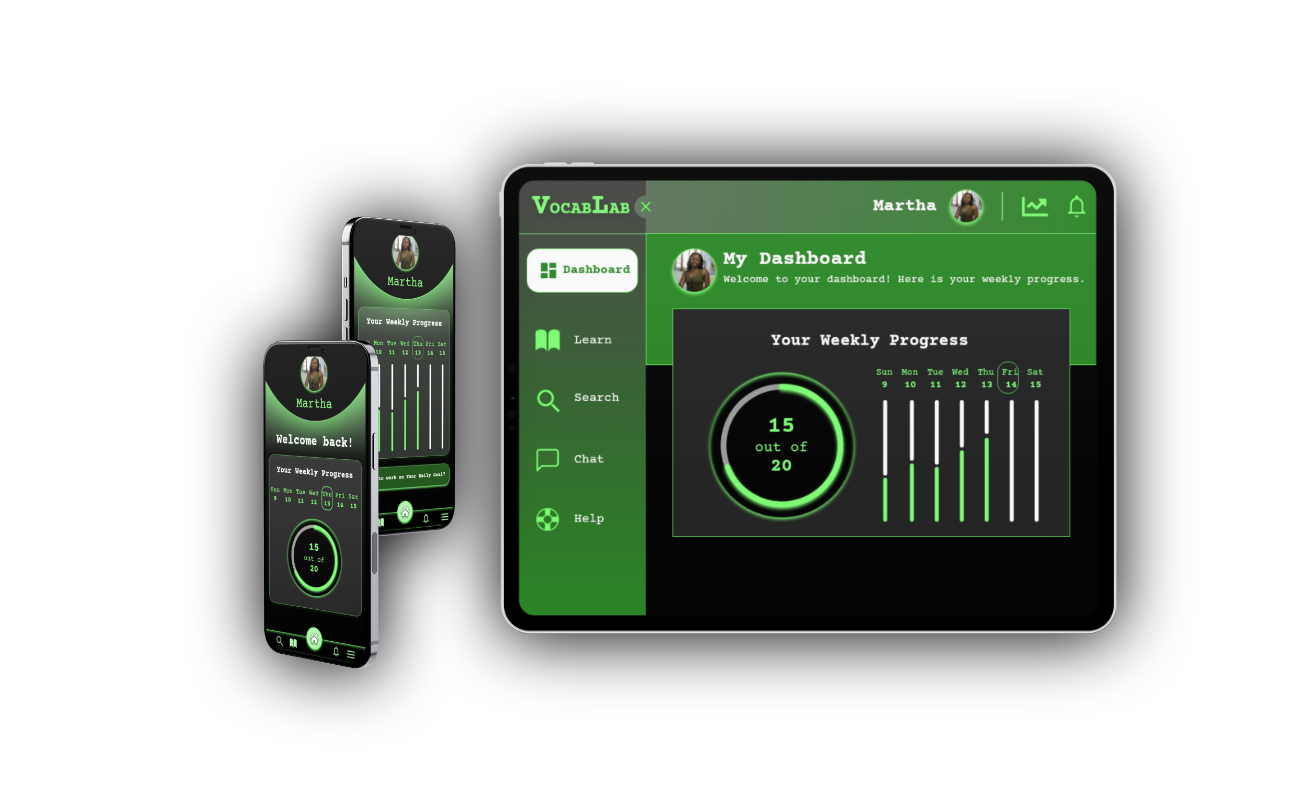 VocabLab
Martha
My Dashboard
Welcome to your dashboard! Here is your weekly progress.
Dashboard
Learn
Search
Chat
Help
Your Weekly Progress
Sun Mon Tue Wed Thu Fri Sat
9 10 11 12 13 14 15
15
out of
20
Martha
Your Weekly Progress
Mon Tue Wed Thu Fri Sat
10 11 12 13 14 15
to work on Your Daily Goal?
Martha
Welcome back!
Your Weekly Progress
Sun Mon Tue Wed Thu Fri Sat
9 10 11 12 13 14 15
15
out of
20